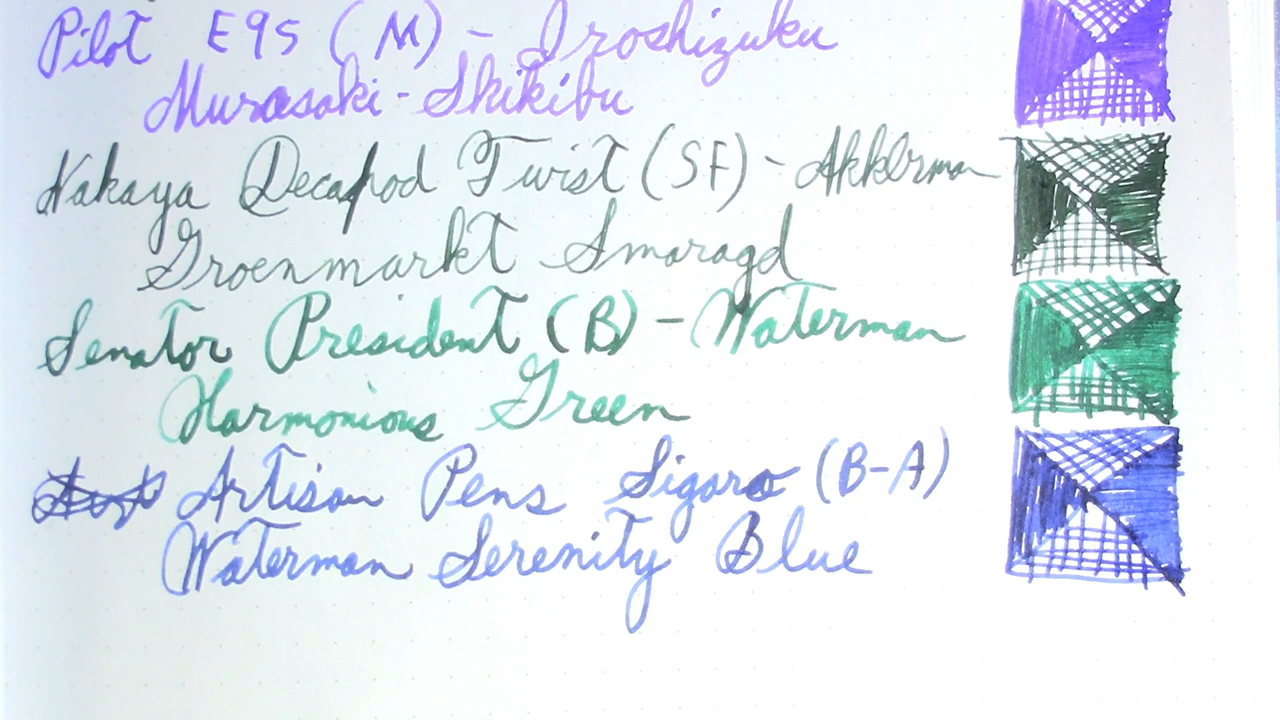 Pilot E95 (M) - Iroshizuku
Murasaki-Shikibu
Nakaya Decapod Twist (SF) - Akkerman
Groenmarkt Smaragd
Senator President (B) - Waterman
Harmonious Green
Artisan Pens Sigaro (B-A)
Waterman Serenity Blue